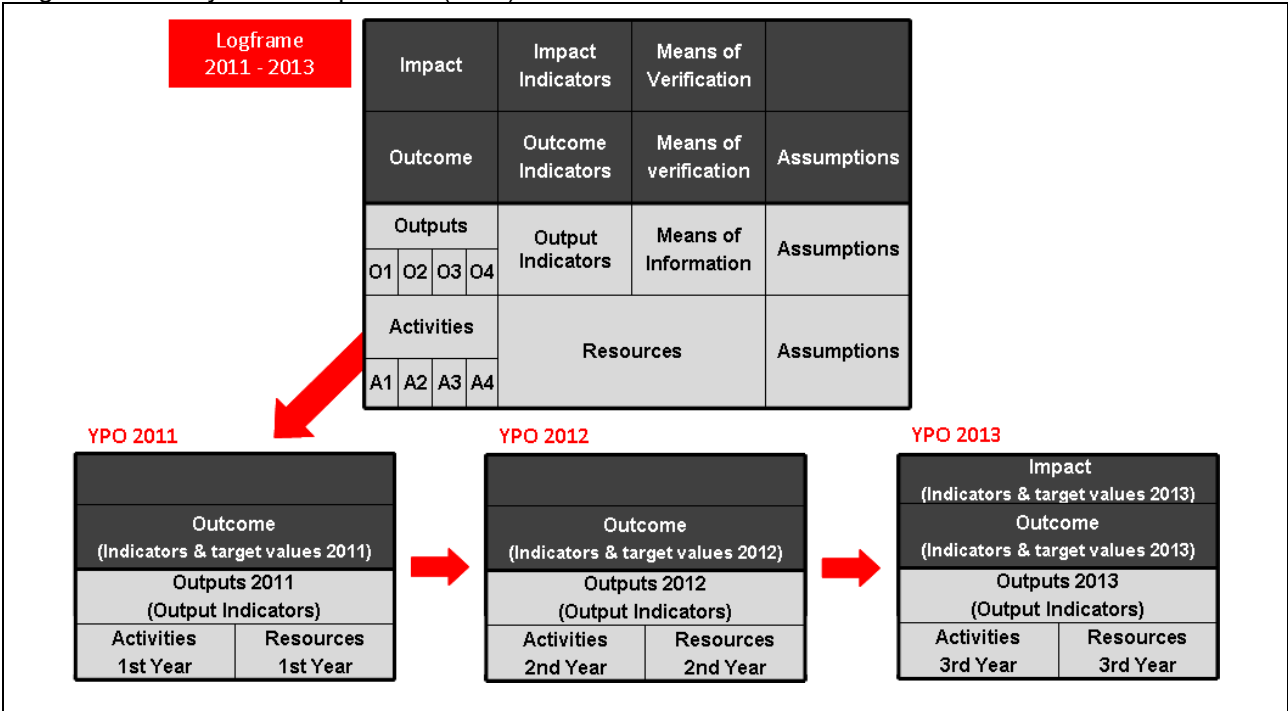 Logframe
2011 - 2013
Impact
Impact
Indicators
Means of
Verification
Outcome
Outcome
Indicators
Means of
verification
Assumptions
Outputs
O1 O2 O3 O4
Output
Indicators
Means of
Information
Assumptions
Activities
A1 A2 A3 A4
Resources
Assumptions
YPO 2011
Outcome
(Indicators & target values 2011)
Outputs 2011
(Output Indicators)
Activities
1st Year
Resources
1st Year
YPO 2012
Outcome
(Indicators & target values 2012)
Outputs 2012
(Output Indicators)
Activities
2nd Year
Resources
2nd Year
YPO 2013
Impact
(Indicators & target values 2013)
Outcome
(Indicators & target values 2013)
Outputs 2013
(Output Indicators)
Activities
3rd Year
Resources
3rd Year